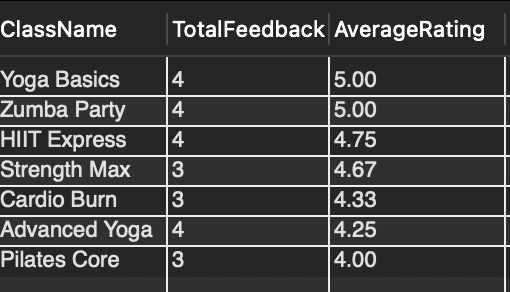 ClassName TotalFeedback AverageRating
Yoga Basics 4 5.00
Zumba Party 4 5.00
HIIT Express 4 4.75
Strength Max 3 4.67
Cardio Burn 3 4.33
Advanced Yoga 4 4.25
Pilates Core 3 4.00